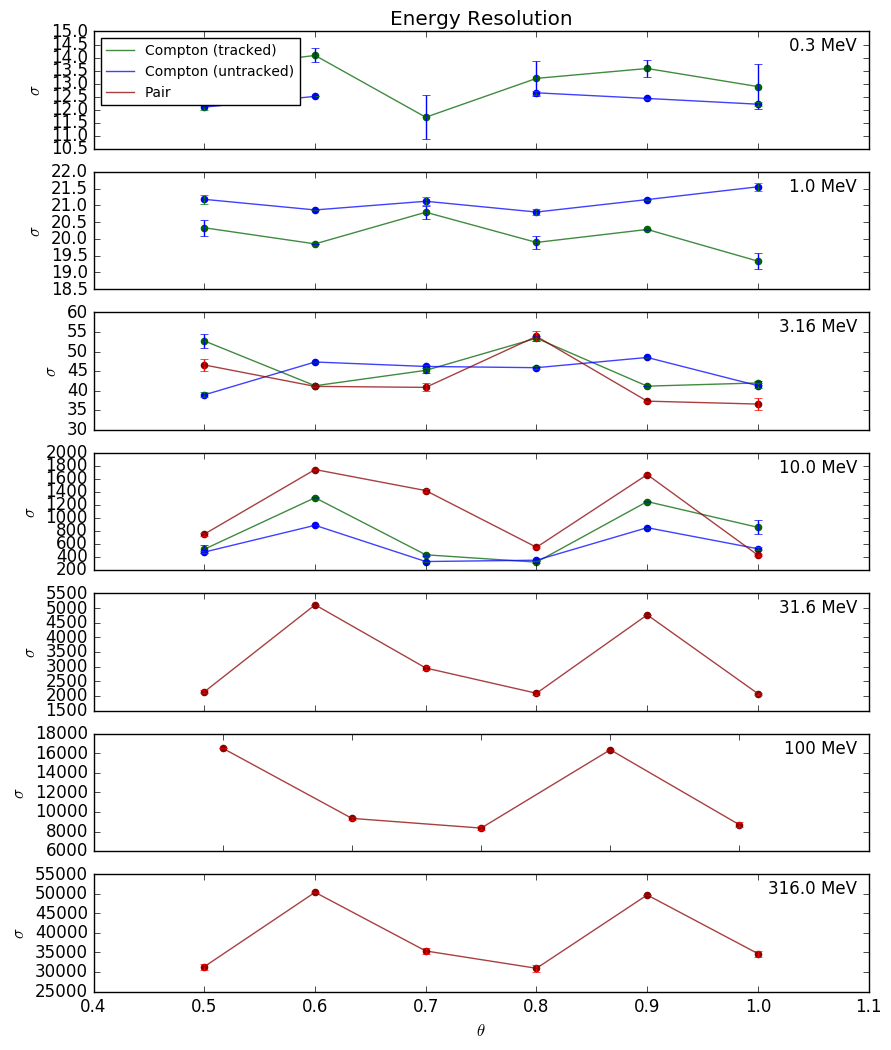 Energy Resolution
15.0
14.5
14.0
13.5
13.0
12.5
12.0
11.5
11.0
10.5
σ
Compton (tracked)
Compton (untracked)
Pair
0.3 MeV
22.0
21.5
21.0
20.5
20.0
19.5
19.0
18.5
σ
1.0 MeV
60
55
50
45
40
35
30
σ
3.16 MeV
2000
1800
1600
1400
1200
1000
800
600
400
200
σ
10.0 MeV
5500
5000
4500
4000
3500
3000
2500
2000
1500
σ
31.6 MeV
18000
16000
14000
12000
10000
8000
6000
σ
100 MeV
55000
50000
45000
40000
35000
30000
25000
σ
316.0 MeV
0.4 0.5 0.6 0.7 0.8 0.9 1.0 1.1
θ